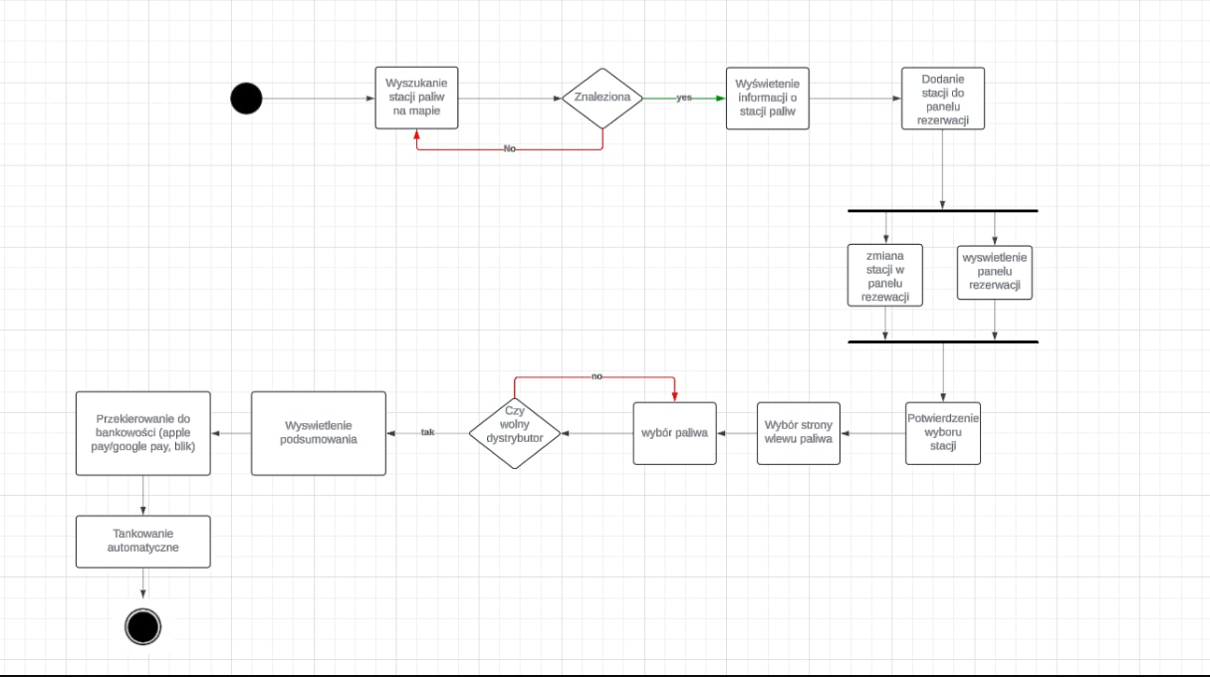 Wyszukanie
stacji paliw
na mapie
Znaleziona
yes
No
Wyświetenie
informacji o
stacji paliw
Dodanie
stacji do
panelu
rezerwacji
zmiana
stacji w
panelu
rezewacji
wyswietlenie
panelu
rezerwacji
Potwierdzenie
wyboru
stacji
Wybór strony
wlewu paliwa
wybór paliwa
no
Czy
wolny
dystrybutor
tak
Wyswietlenie
podsumowania
Przekierowanie do
bankowości (apple
pay/google pay, blik)
Tankowanie
automatyczne